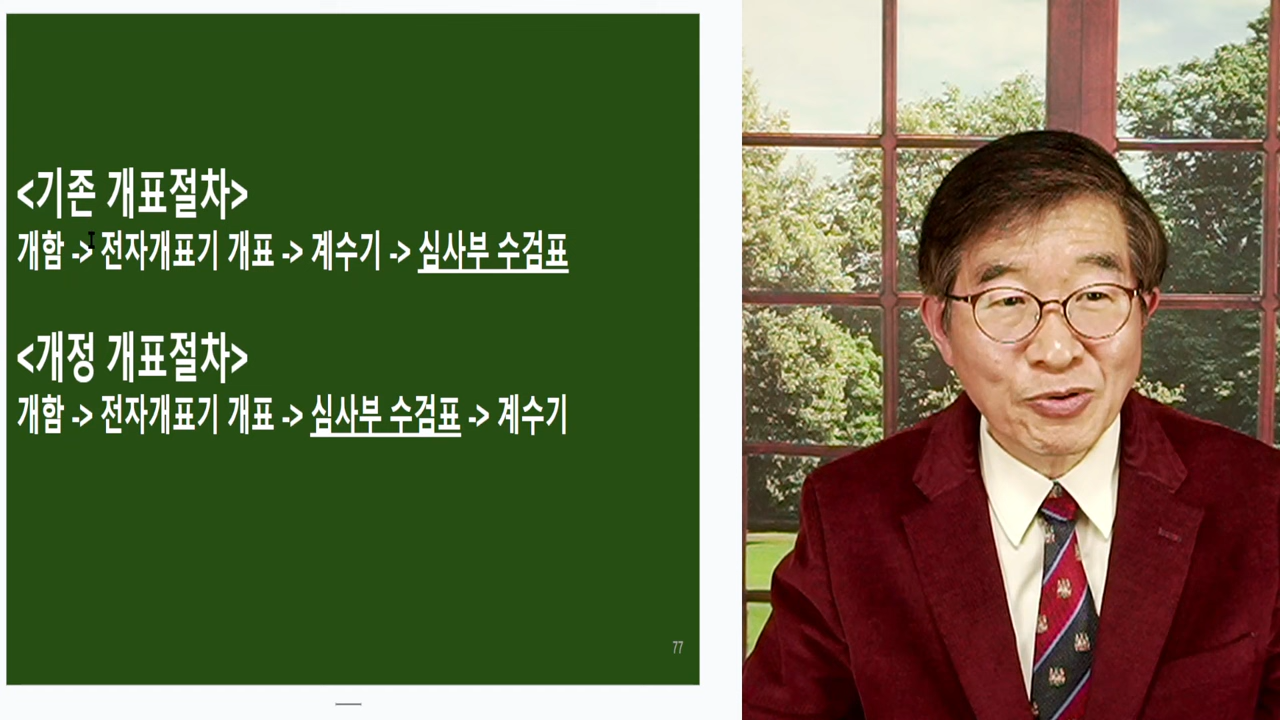 <기존 개표절차>
개함 -> 전자개표기 개표 -> 계수기 -> 심사부 수검표
<개정 개표절차>
개함 -> 전자개표기 개표 -> 심사부 수검표 -> 계수기
77